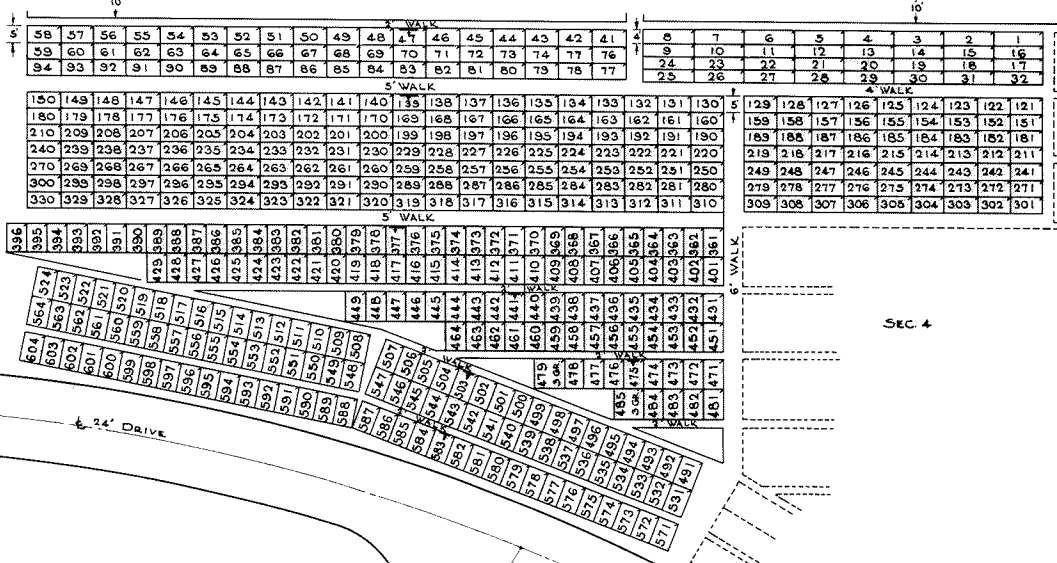 10' 10'
2' WALK
5' 58 57 56 55 54 53 52 51 50 49 48 47 46 45 44 43 42 41 4' 8 7 6 5 4 3 2 1
59 60 61 62 63 64 65 66 67 68 69 70 71 72 73 74 75 76 9 10 11 12 13 14 15 16
94 93 92 91 90 89 88 87 86 85 84 83 82 81 80 79 78 77 24 23 22 21 20 19 18 17
25 26 27 28 29 30 31 32
5' WALK 4' WALK
150 149 148 147 146 145 144 143 142 141 140 139 138 137 136 135 134 133 132 131 130 5' 129 128 127 126 125 124 123 122 121
180 179 178 177 176 175 174 173 172 171 170 169 168 167 166 165 164 163 162 161 160 159 158 157 156 155 154 153 152 151
210 209 208 207 206 205 204 203 202 201 200 199 198 197 196 195 194 193 192 191 190 189 188 187 186 185 184 183 182 181
240 239 238 237 236 235 234 233 232 231 230 229 228 227 226 225 224 223 222 221 220 219 218 217 216 215 214 213 212 211
270 269 268 267 266 265 264 263 262 261 260 259 258 257 256 255 254 253 252 251 250 249 248 247 246 245 244 243 242 241
300 299 298 297 296 295 294 293 292 291 290 289 288 287 286 285 284 283 282 281 280 279 278 277 276 275 274 273 272 271
330 329 328 327 326 325 324 323 322 321 320 319 318 317 316 315 314 313 312 311 310 309 308 307 306 305 304 303 302 301
5' WALK
396 395 394 393 392 391 390 389 388 387 386 385 384 383 382 381 380 379 378 377 376 375 374 373 372 371 370 369 368 367 366 365 364 363 362 361
429 428 427 426 425 424 423 422 421 420 419 418 417 416 415 414 413 412 411 410 409 408 407 406 405 404 403 402 401
6' WALK
2' WALK
449 448 447 446 445 444 443 442 441 440 439 438 437 436 435 434 433 432 431
464 463 462 461 460 459 458 457 456 455 454 453 452 451
SEC. 4
2' WALK
479 3 GR. 478 477 476 475 474 473 472 471
485 3 GR. 484 483 482 481
2' WALK
524 523 522 521 520 519 518 517 516 515 514 513 512 511 510 509 508 507 506 505 504 503 502 501 500 499 498 497 496 495 494 493 492 491
WALK
564 563 562 561 560 559 558 557 556 555 554 553 552 551 550 549 548 547 546 545 544 543 542 541 540 539 538 537 536 535 534 533 532 531
2' WALK
604 603 602 601 600 599 598 597 596 595 594 593 592 591 590 589 588 587 586 585 584 583 582 581 580 579 578 577 576 575 574 573 572 571
24' DRIVE